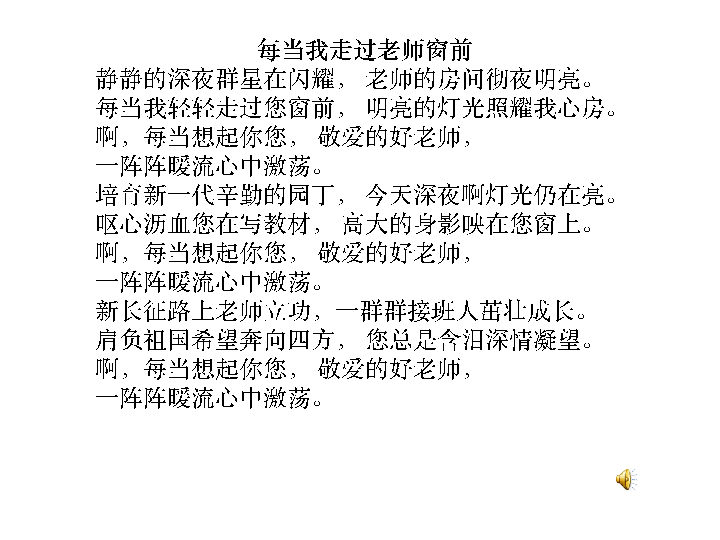 每当我走过老师窗前
静静的深夜群星在闪耀， 老师的房间彻夜明亮。
每当我轻轻走过您窗前， 明亮的灯光照耀我心房。
啊，每当想起你您， 敬爱的好老师，
一阵阵暖流心中激荡。
培育新一代辛勤的园丁， 今天深夜啊灯光仍在亮。
呕心沥血您在写教材， 高大的身影映在您窗上。
啊，每当想起你您， 敬爱的好老师，
一阵阵暖流心中激荡。
新长征路上老师立功，一群群接班人茁壮成长。
肩负祖国希望奔向四方， 您总是含泪深情凝望。
啊，每当想起你您， 敬爱的好老师，
一阵阵暖流心中激荡。